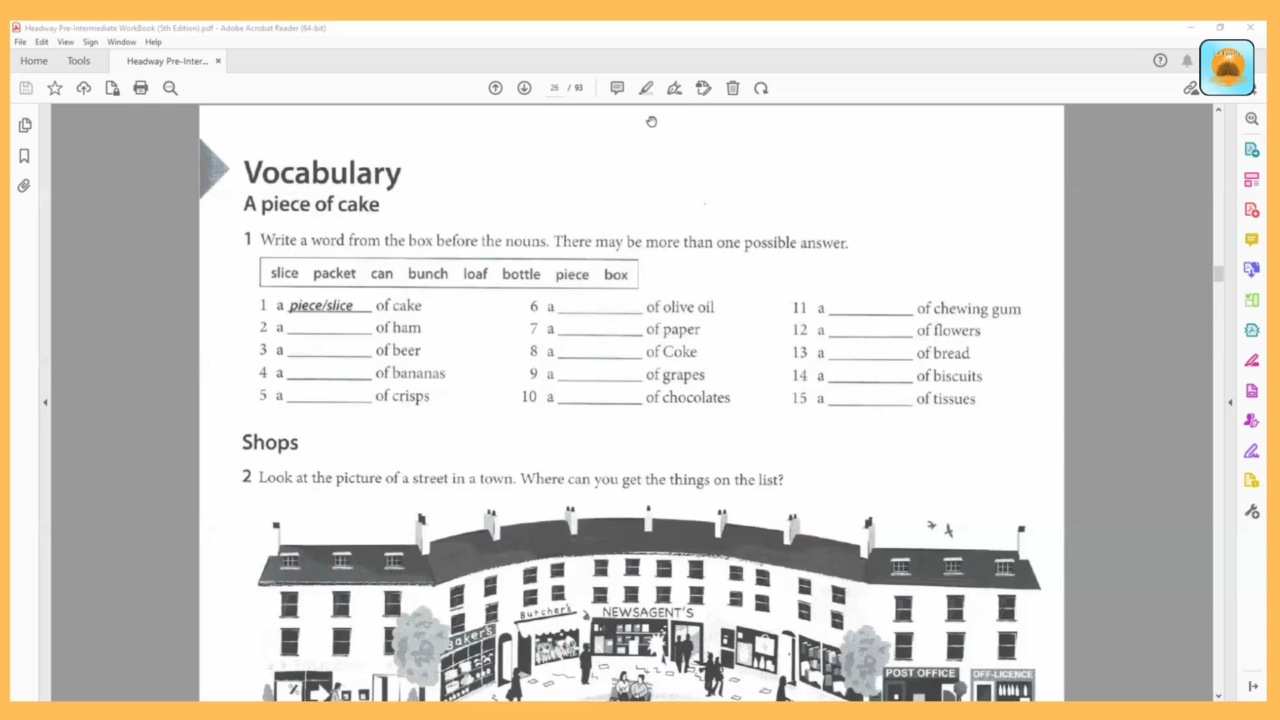 Headway Pre-Intermediate WorkBook (5th Edition).pdf - Adobe Acrobat Reader (64-bit)
File Edit View Sign Window Help
Home Tools Headway Pre-Inter... ×
26 / 93
Vocabulary
A piece of cake
1 Write a word from the box before the nouns. There may be more than one possible answer.
slice packet can bunch loaf bottle piece box
1 a piece/slice of cake
2 a ________ of ham
3 a ________ of beer
4 a ________ of bananas
5 a ________ of crisps
6 a ________ of olive oil
7 a ________ of paper
8 a ________ of Coke
9 a ________ of grapes
10 a ________ of chocolates
11 a ________ of chewing gum
12 a ________ of flowers
13 a ________ of bread
14 a ________ of biscuits
15 a ________ of tissues
Shops
2 Look at the picture of a street in a town. Where can you get the things on the list?
Baker's
Butcher's
NEWSAGENT'S
POST OFFICE
OFF-LICENCE